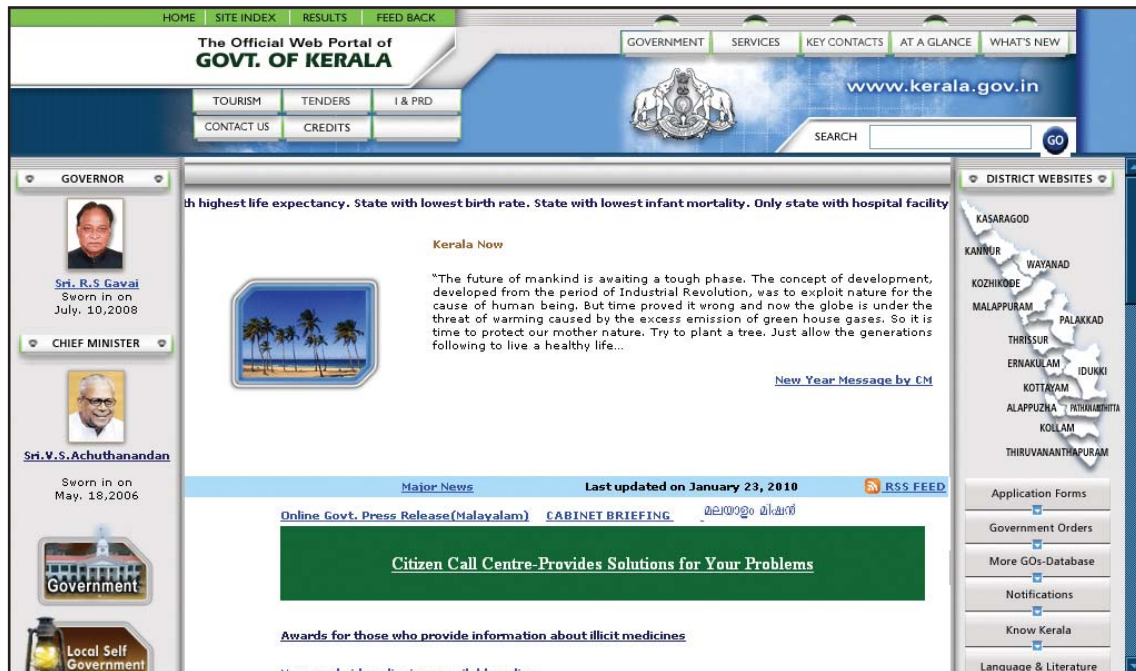 HOME SITE INDEX RESULTS FEED BACK
The Official Web Portal of
GOVT. OF KERALA
GOVERNMENT SERVICES KEY CONTACTS AT A GLANCE WHAT'S NEW
www.kerala.gov.in
TOURISM TENDERS I & PRD
CONTACT US CREDITS
SEARCH GO
GOVERNOR
Sri. R.S Gavai
Sworn in on
July. 10,2008
CHIEF MINISTER
Sri.V.S.Achuthanandan
Sworn in on
May. 18,2006
Government
Local Self
Government
th highest life expectancy. State with lowest birth rate. State with lowest infant mortality. Only state with hospital facility
Kerala Now
"The future of mankind is awaiting a tough phase. The concept of development,
developed from the period of Industrial Revolution, was to exploit nature for the
cause of human being. But time proved it wrong and now the globe is under the
threat of warming caused by the excess emission of green house gases. So it is
time to protect our mother nature. Try to plant a tree. Just allow the generations
following to live a healthy life...
New Year Message by CM
Major News Last updated on January 23, 2010 RSS FEED
Online Govt. Press Release(Malayalam) CABINET BRIEFING മലയാളം മിഷൻ
Citizen Call Centre-Provides Solutions for Your Problems
Awards for those who provide information about illicit medicines
DISTRICT WEBSITES
KASARAGOD
KANNUR
WAYANAD
KOZHIKODE
MALAPPURAM
PALAKKAD
THRISSUR
ERNAKULAM
IDUKKI
KOTTAYAM
ALAPPUZHA PATHANAMTHITTA
KOLLAM
THIRUVANANTHAPURAM
Application Forms
Government Orders
More GOs-Database
Notifications
Know Kerala
Language & Literature